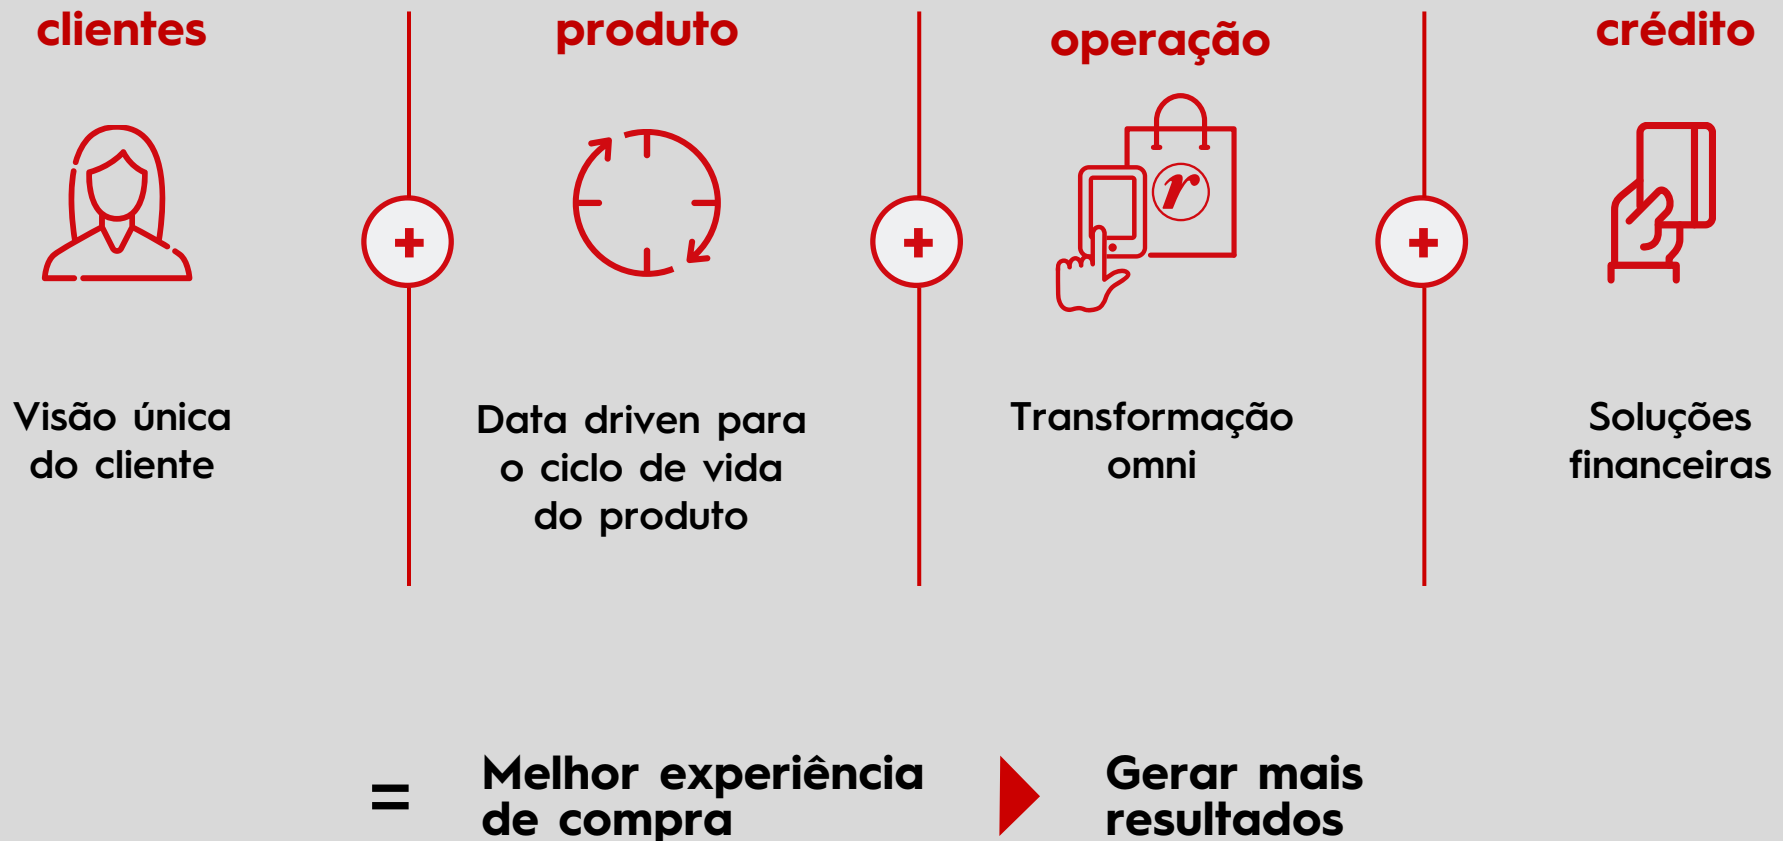 clientes
produto
operação
crédito
+
+
+
r
Visão única
do cliente
Data driven para
o ciclo de vida
do produto
Transformação
omni
Soluções
financeiras
=
Melhor experiência
de compra
Gerar mais
resultados